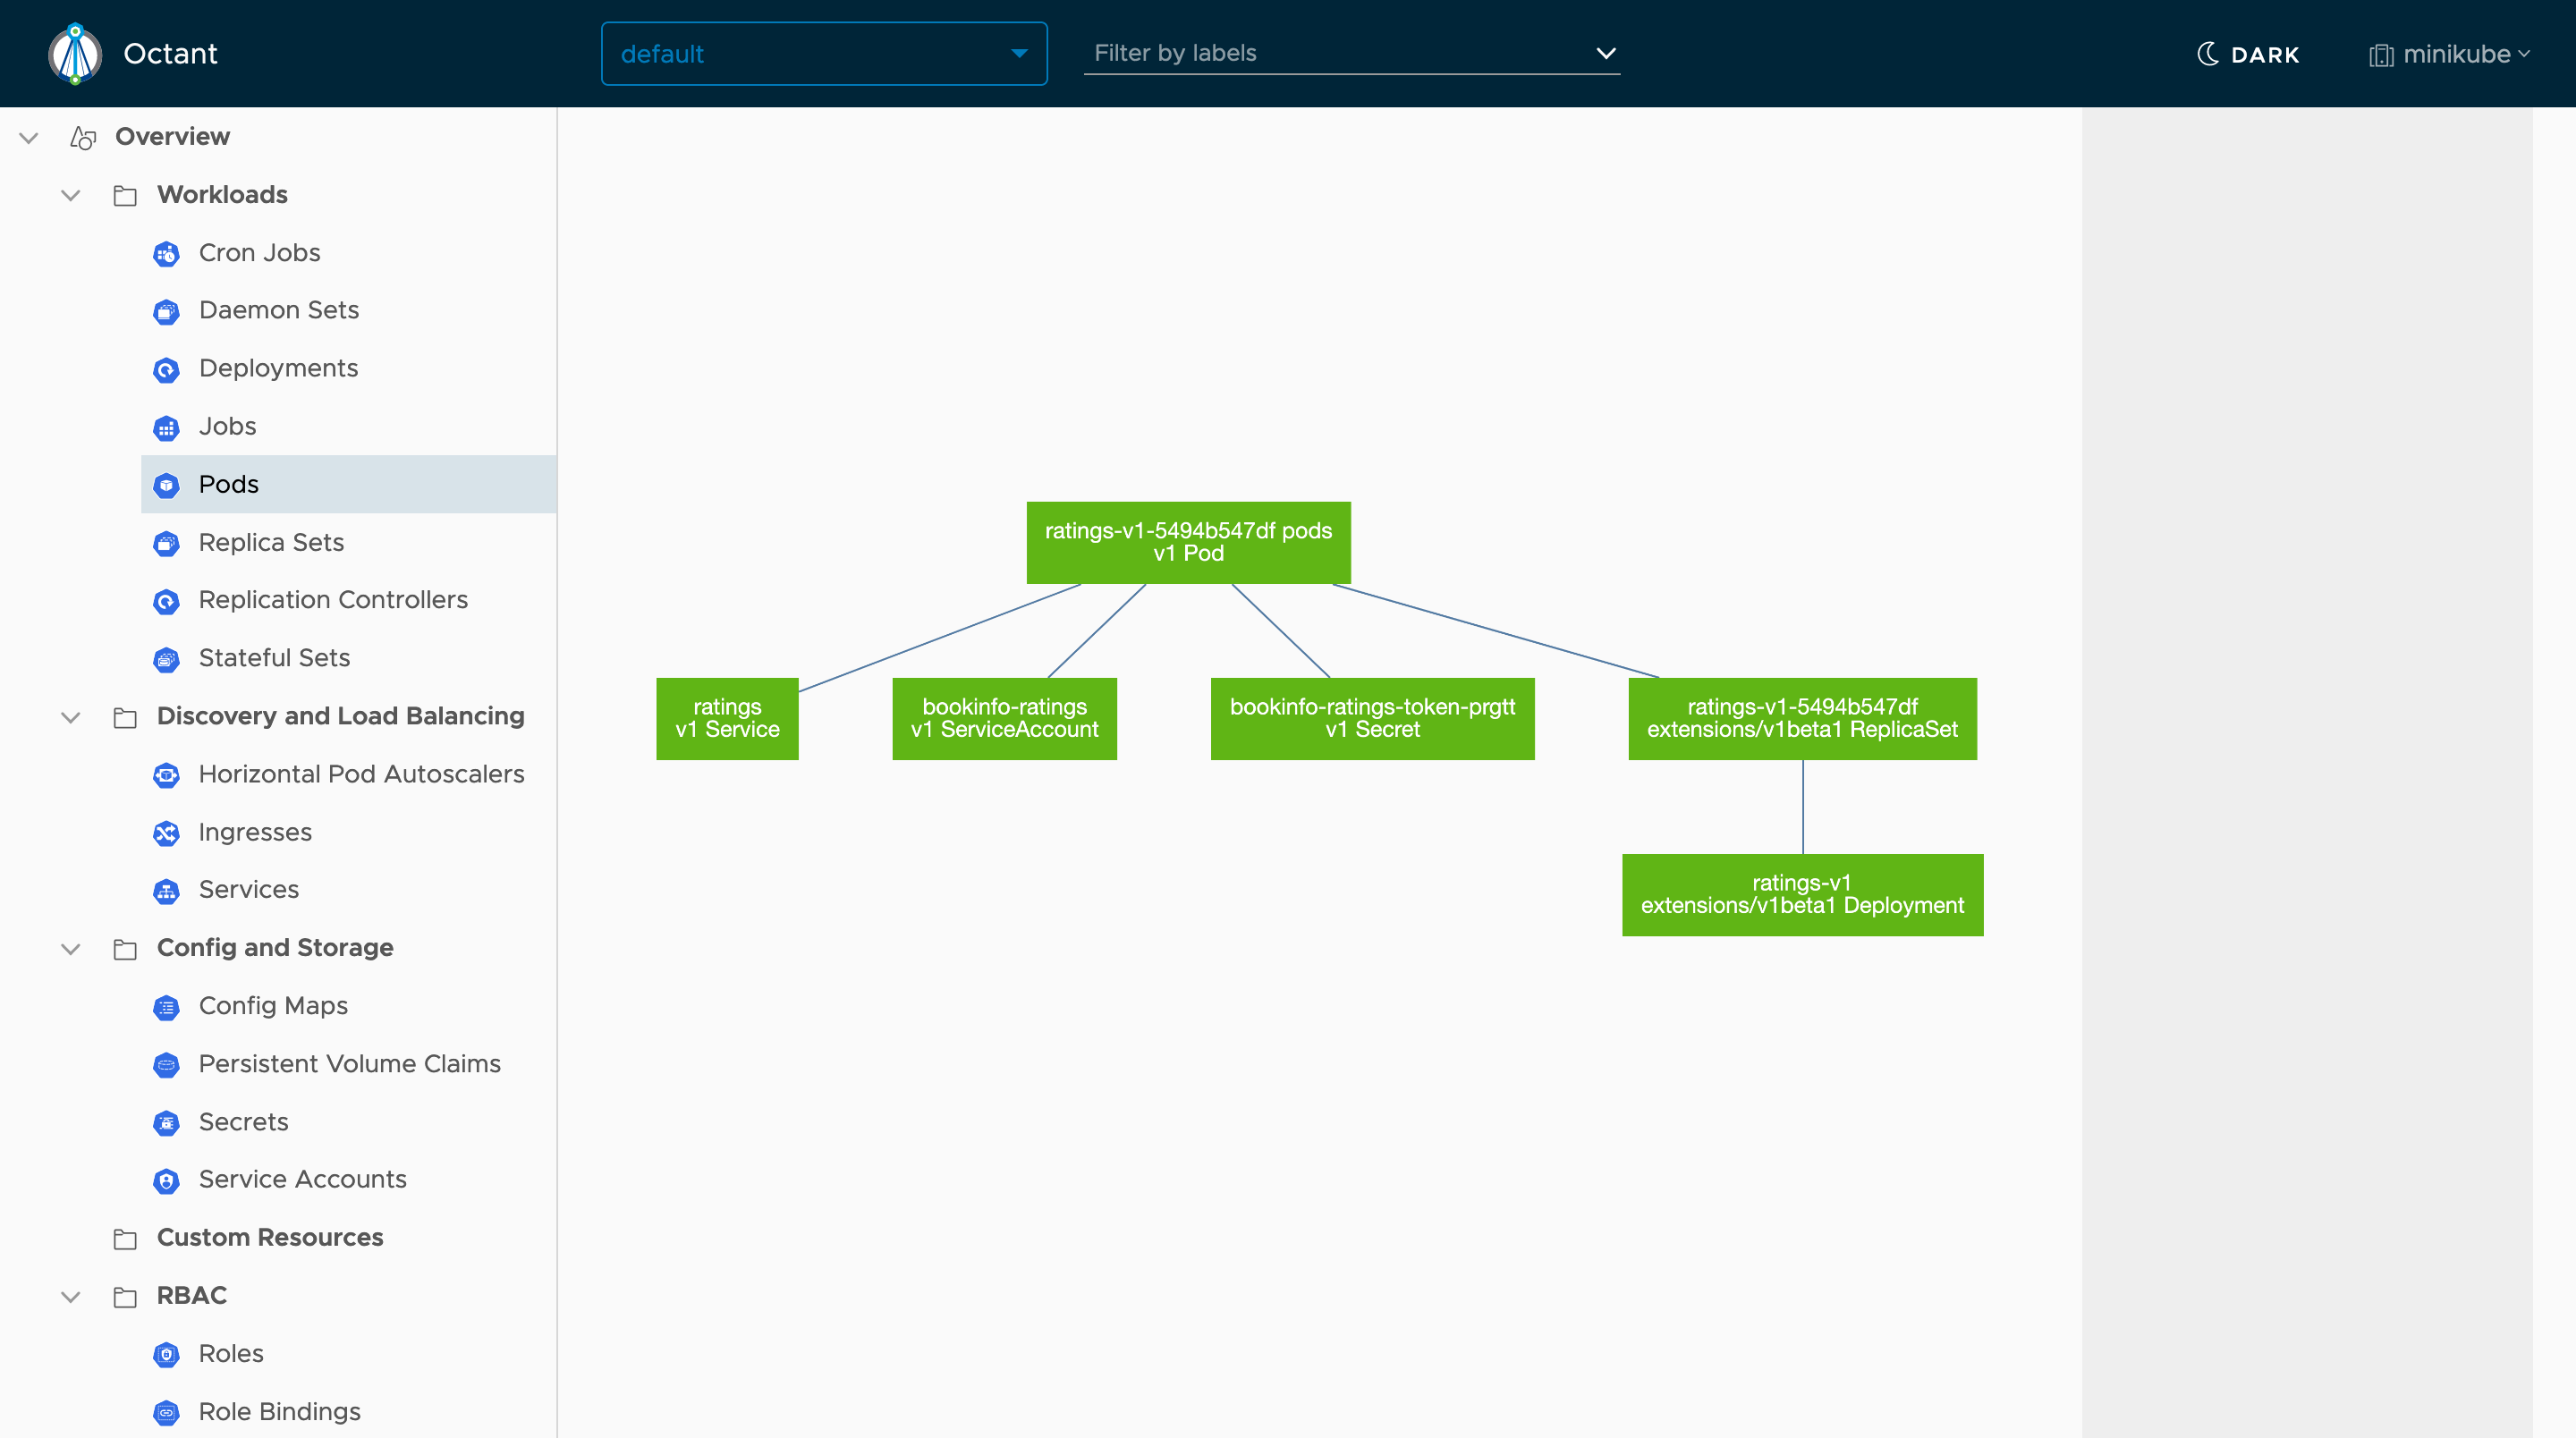 Octant
default
Filter by labels
DARK
minikube
Overview
Workloads
Cron Jobs
Daemon Sets
Deployments
Jobs
Pods
Replica Sets
Replication Controllers
Stateful Sets
Discovery and Load Balancing
Horizontal Pod Autoscalers
Ingresses
Services
Config and Storage
Config Maps
Persistent Volume Claims
Secrets
Service Accounts
Custom Resources
RBAC
Roles
Role Bindings
ratings-v1-5494b547df pods
v1 Pod
ratings
v1 Service
bookinfo-ratings
v1 ServiceAccount
bookinfo-ratings-token-prgtt
v1 Secret
ratings-v1-5494b547df
extensions/v1beta1 ReplicaSet
ratings-v1
extensions/v1beta1 Deployment